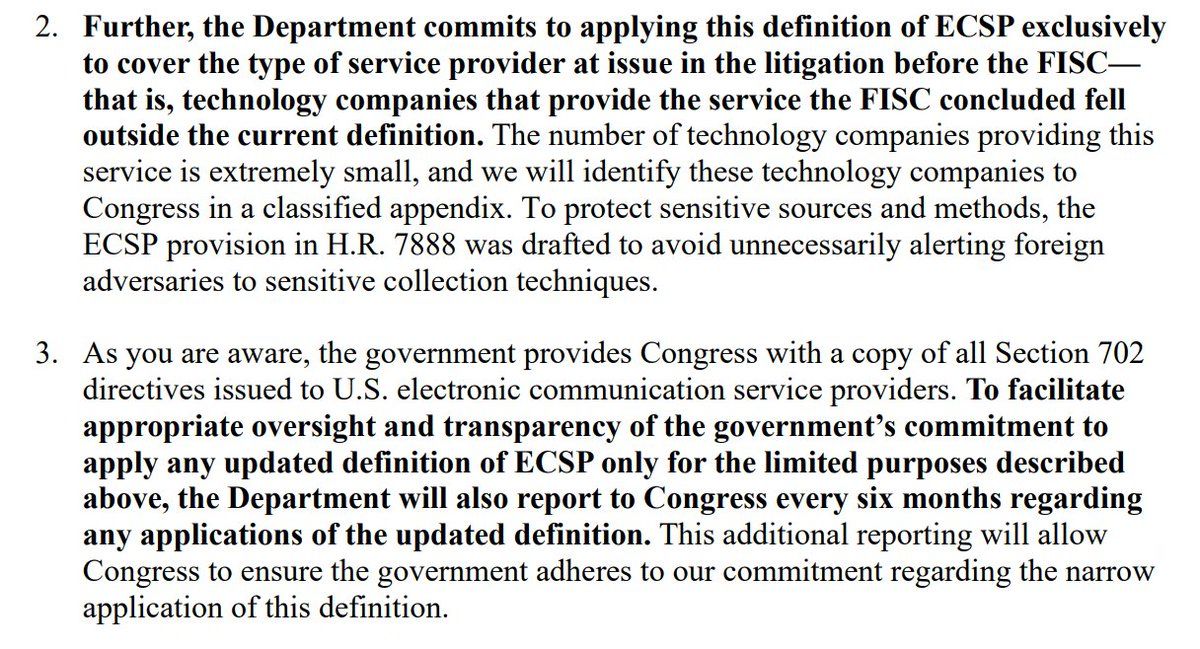 2. Further, the Department commits to applying this definition of ECSP exclusively
to cover the type of service provider at issue in the litigation before the FISC—
that is, technology companies that provide the service the FISC concluded fell
outside the current definition. The number of technology companies providing this
service is extremely small, and we will identify these technology companies to
Congress in a classified appendix. To protect sensitive sources and methods, the
ECSP provision in H.R. 7888 was drafted to avoid unnecessarily alerting foreign
adversaries to sensitive collection techniques.
3. As you are aware, the government provides Congress with a copy of all Section 702
directives issued to U.S. electronic communication service providers. To facilitate
appropriate oversight and transparency of the government’s commitment to
apply any updated definition of ECSP only for the limited purposes described
above, the Department will also report to Congress every six months regarding
any applications of the updated definition. This additional reporting will allow
Congress to ensure the government adheres to our commitment regarding the narrow
application of this definition.